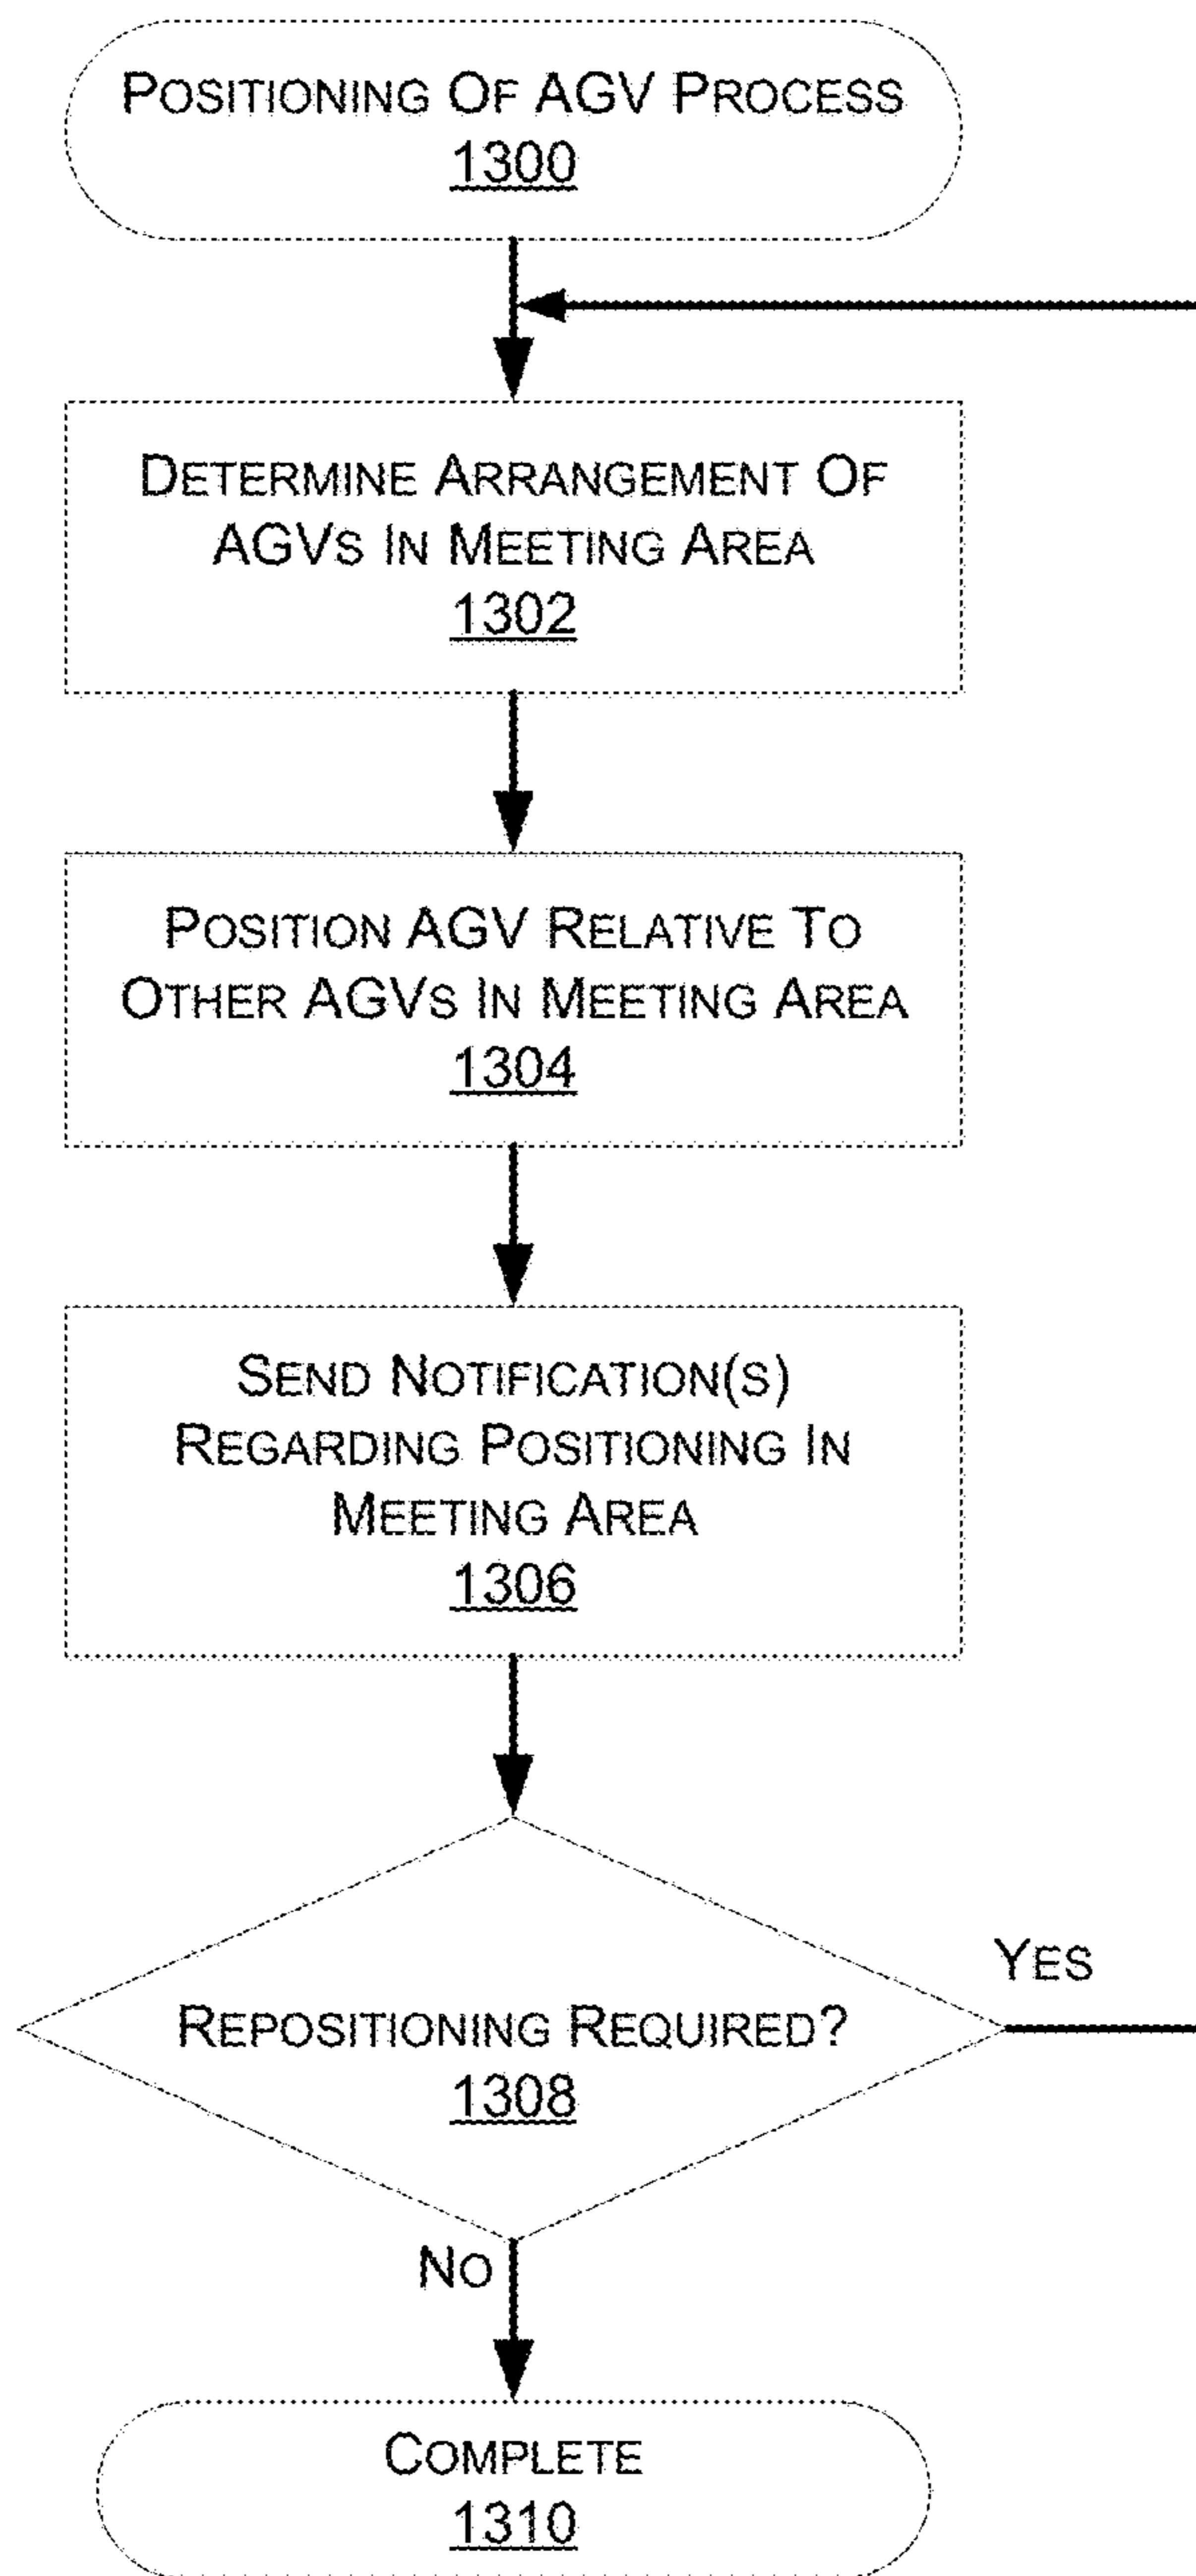 POSITIONING OF AGV PROCESS
1300
DETERMINE ARRANGEMENT OF
AGVS IN MEETING AREA
1302
POSITION AGV RELATIVE TO
OTHER AGVS IN MEETING AREA
1304
SEND NOTIFICATION(S)
REGARDING POSITIONING IN
MEETING AREA
1306
YES
REPOSITIONING REQUIRED?
1308
NO
COMPLETE
1310